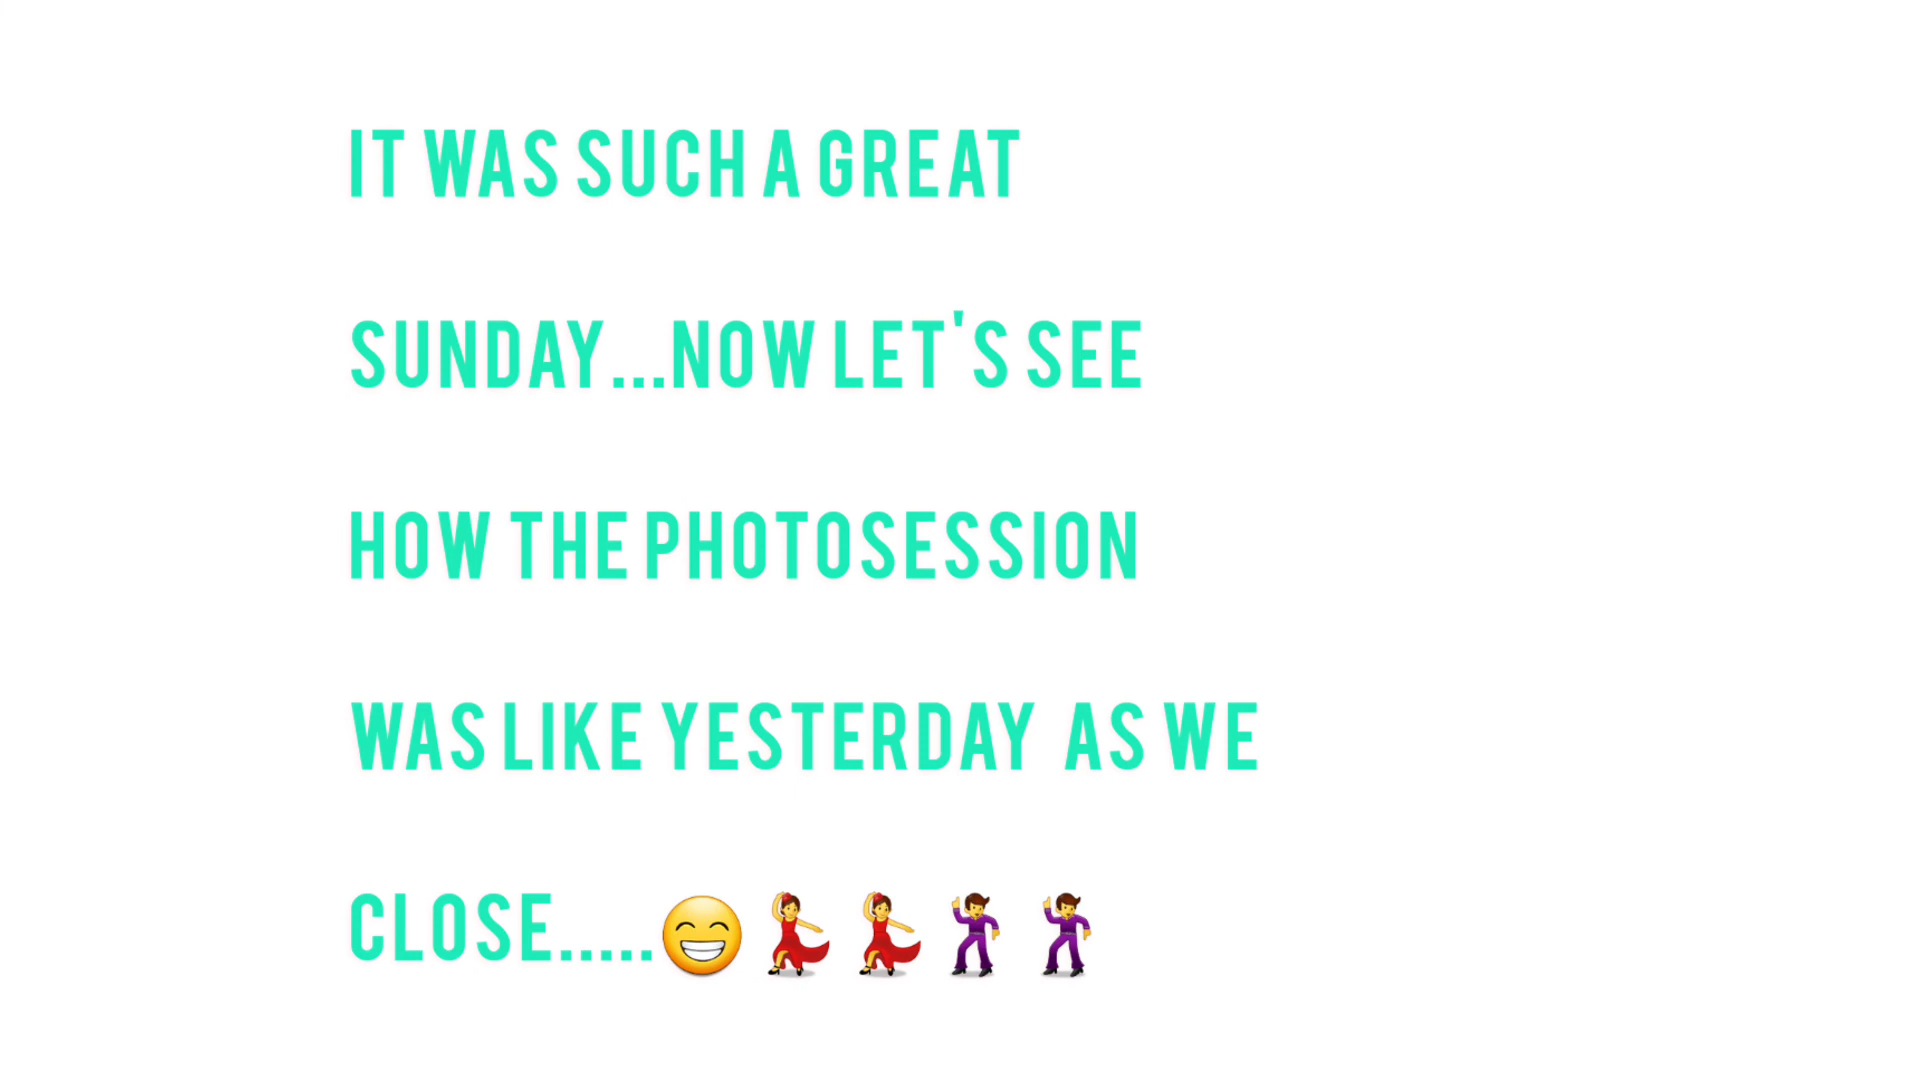 IT WAS SUCH A GREAT
SUNDAY...NOW LET'S SEE
HOW THE PHOTOSESSION
WAS LIKE YESTERDAY AS WE
CLOSE.....😁💃💃🕺🕺